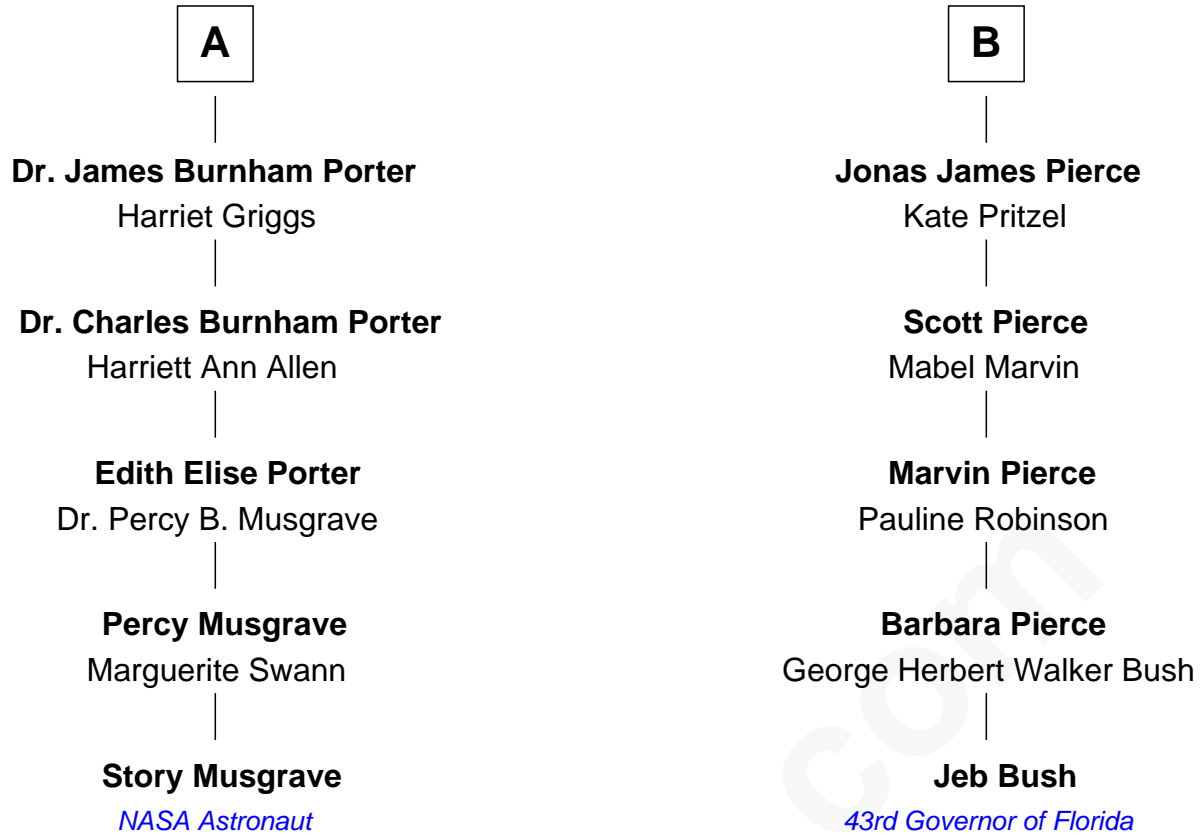 A
Dr. James Burnham Porter
Harriet Griggs
Dr. Charles Burnham Porter
Harriett Ann Allen
Edith Elise Porter
Dr. Percy B. Musgrave
Percy Musgrave
Marguerite Swann
Story Musgrave
NASA Astronaut
B
Jonas James Pierce
Kate Pritzel
Scott Pierce
Mabel Marvin
Marvin Pierce
Pauline Robinson
Barbara Pierce
George Herbert Walker Bush
Jeb Bush
43rd Governor of Florida
com